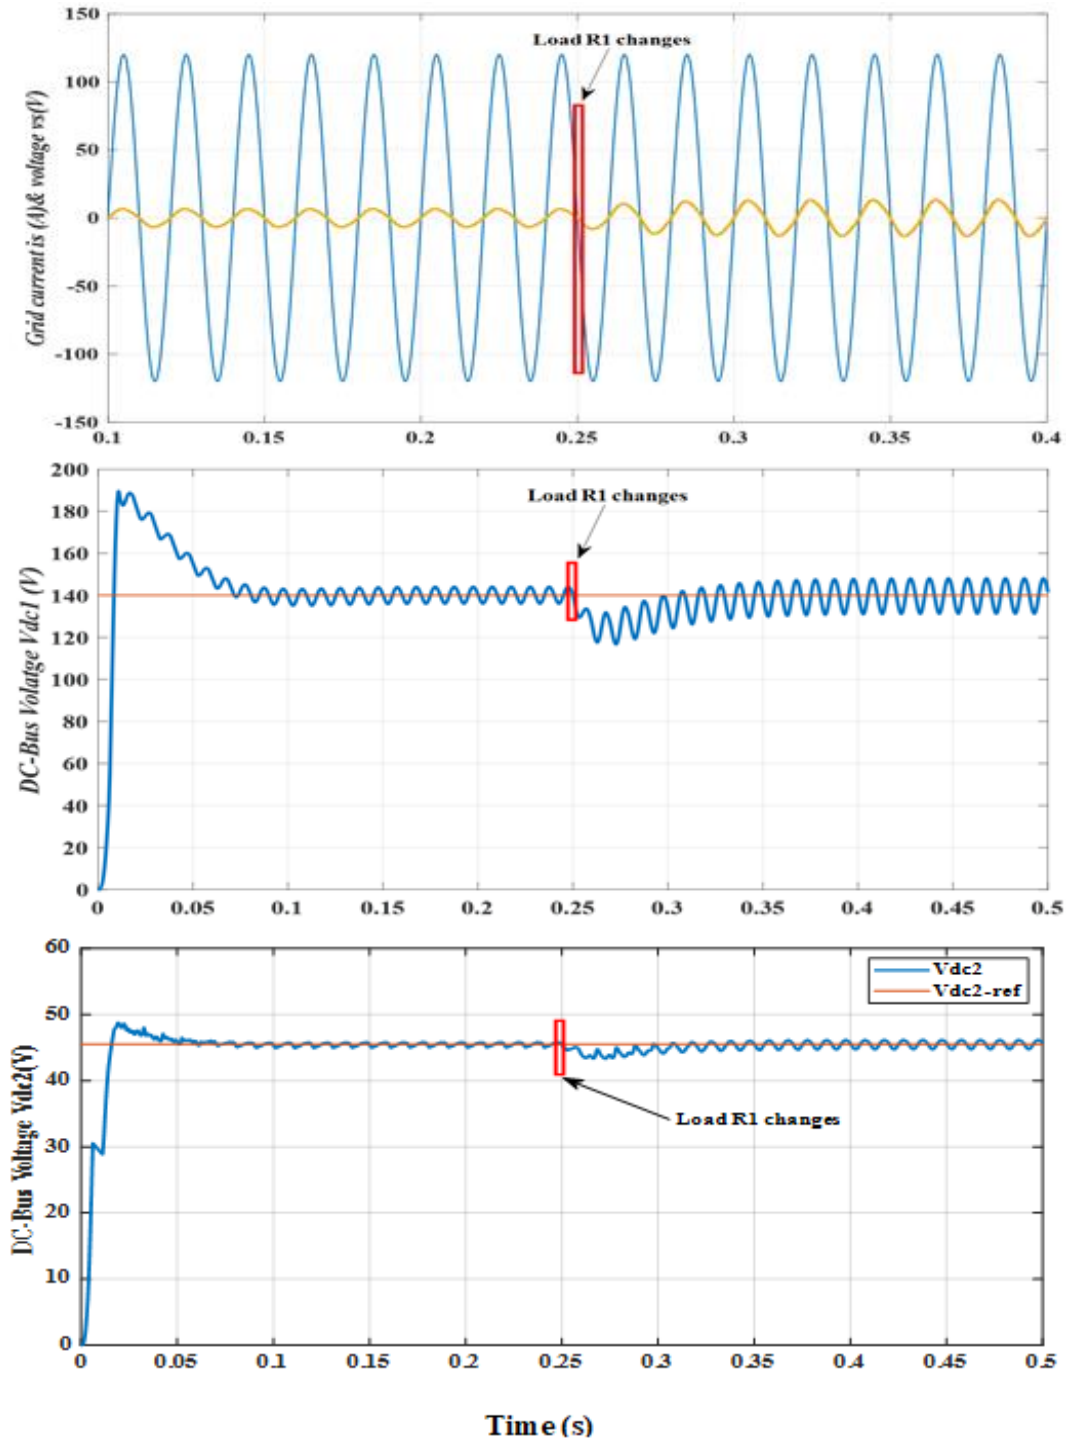 150
Load R1 changes
100
50
0
-50
-100
-150
Grid current is (A)& voltage vs(V)
0.1 0.15 0.2 0.25 0.3 0.35 0.4
200
Load R1 changes
180
160
140
120
100
80
60
40
20
0
DC-Bus Volatge Vdc1 (V)
0 0.05 0.1 0.15 0.2 0.25 0.3 0.35 0.4 0.45 0.5
60
Vdc2
Vdc2-ref
50
40
Load R1 changes
30
20
10
0
DC-Bus Voltage Vdc2(V)
0 0.05 0.1 0.15 0.2 0.25 0.3 0.35 0.4 0.45 0.5
Time (s)